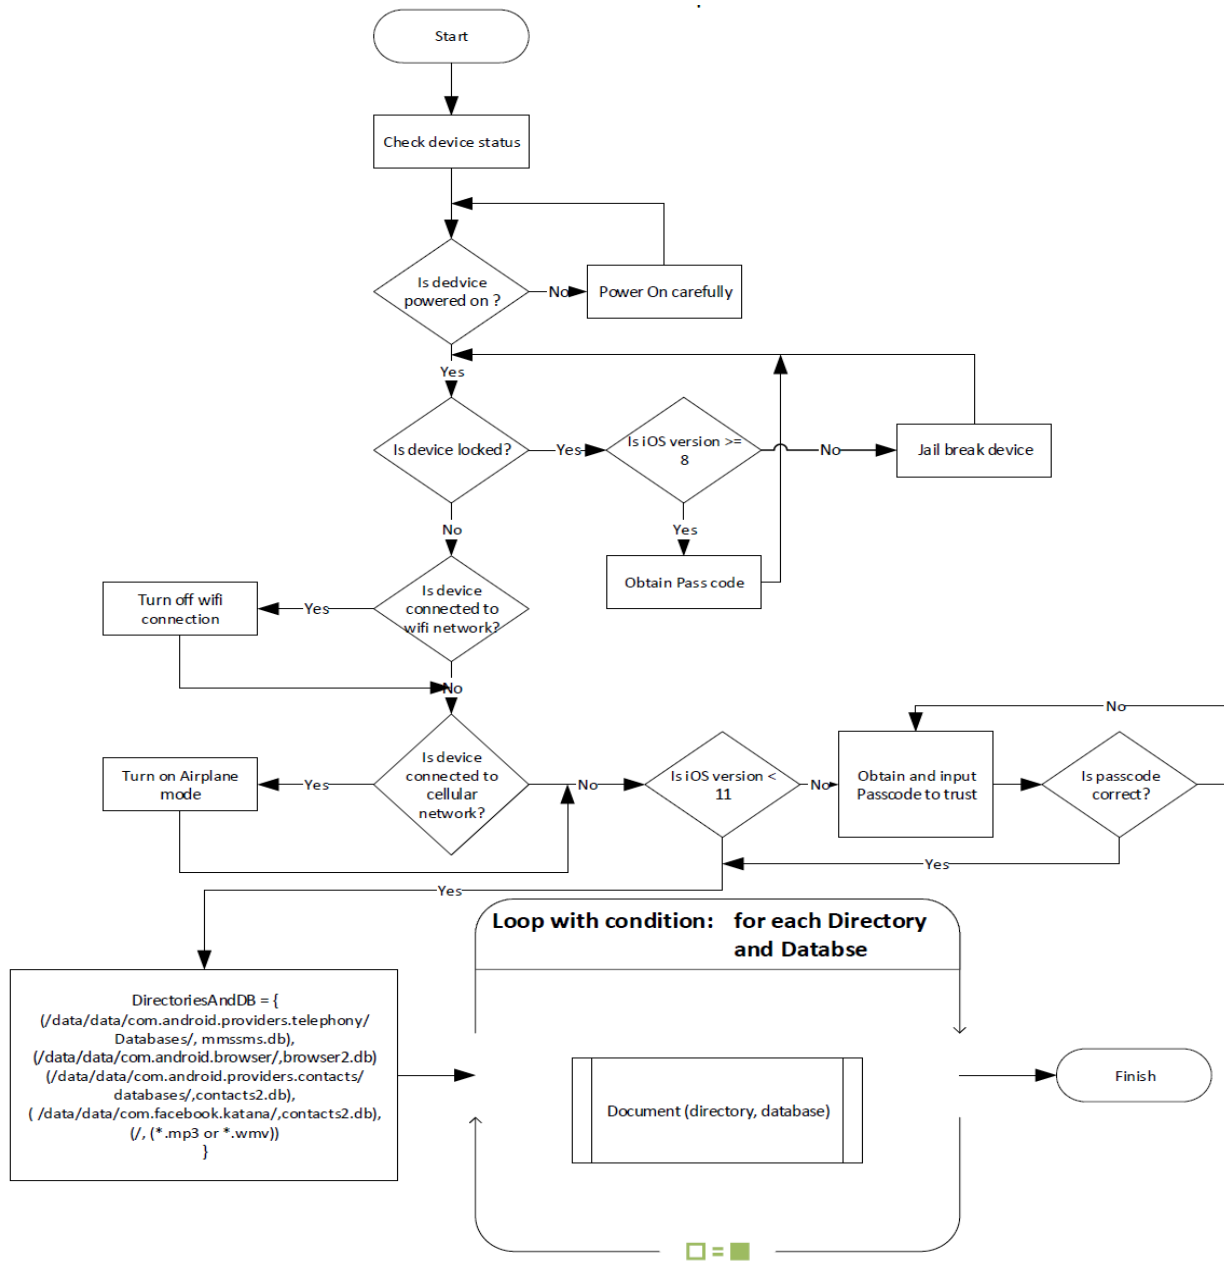 Start
Check device status
Is dedvice
powered on ?
No
Power On carefully
Yes
Is device locked?
Yes
Is iOS version >=
8
No
Jail break device
No
Yes
Obtain Pass code
Is device
connected to
wifi network?
Yes
Turn off wifi
connection
No
Is device
connected to
cellular
network?
Yes
Turn on Airplane
mode
No
Is iOS version <
11
No
Obtain and input
Passcode to trust
Is passcode
correct?
No
Yes
Yes
Loop with condition: for each Directory
and Databse
DirectoriesAndDB = {
(/data/data/com.android.providers.telephony/
Databases/, mmssms.db),
(/data/data/com.android.browser/,browser2.db)
(/data/data/com.android.providers.contacts/
databases/,contacts2.db),
( /data/data/com.facebook.katana/,contacts2.db),
(/, (*.mp3 or *.wmv))
}
Document (directory, database)
Finish
=